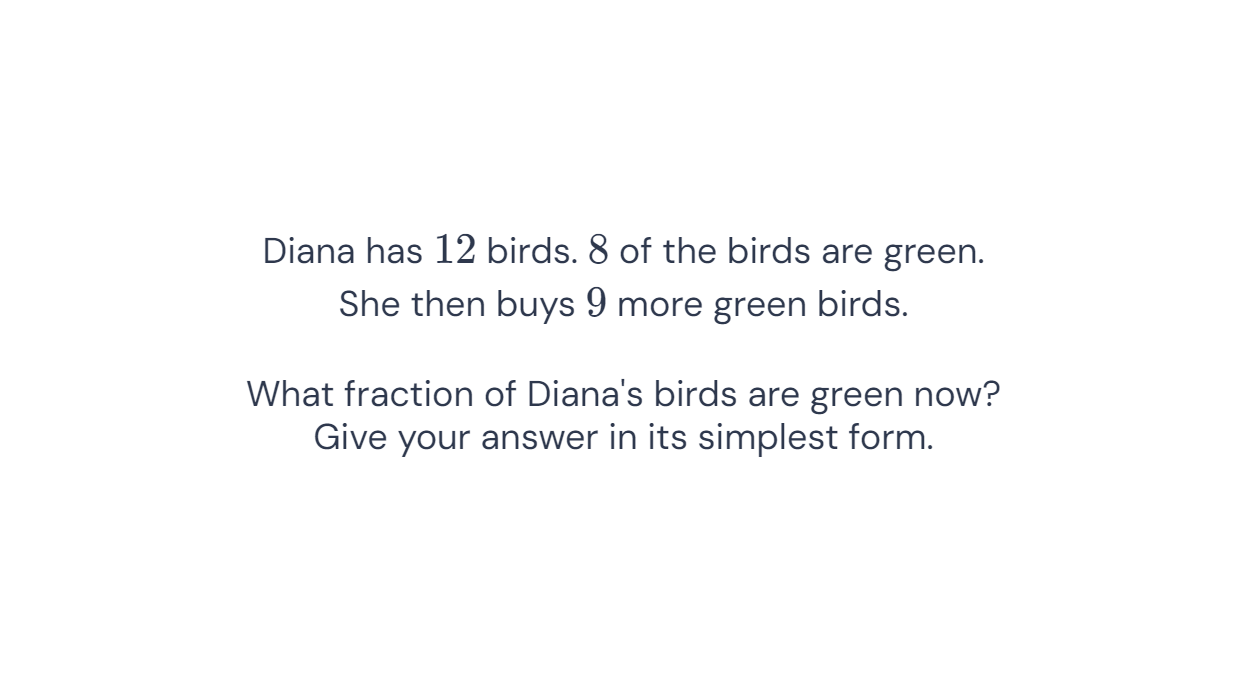 Diana has 12 birds. 8 of the birds are green.
She then buys 9 more green birds.
What fraction of Diana's birds are green now?
Give your answer in its simplest form.